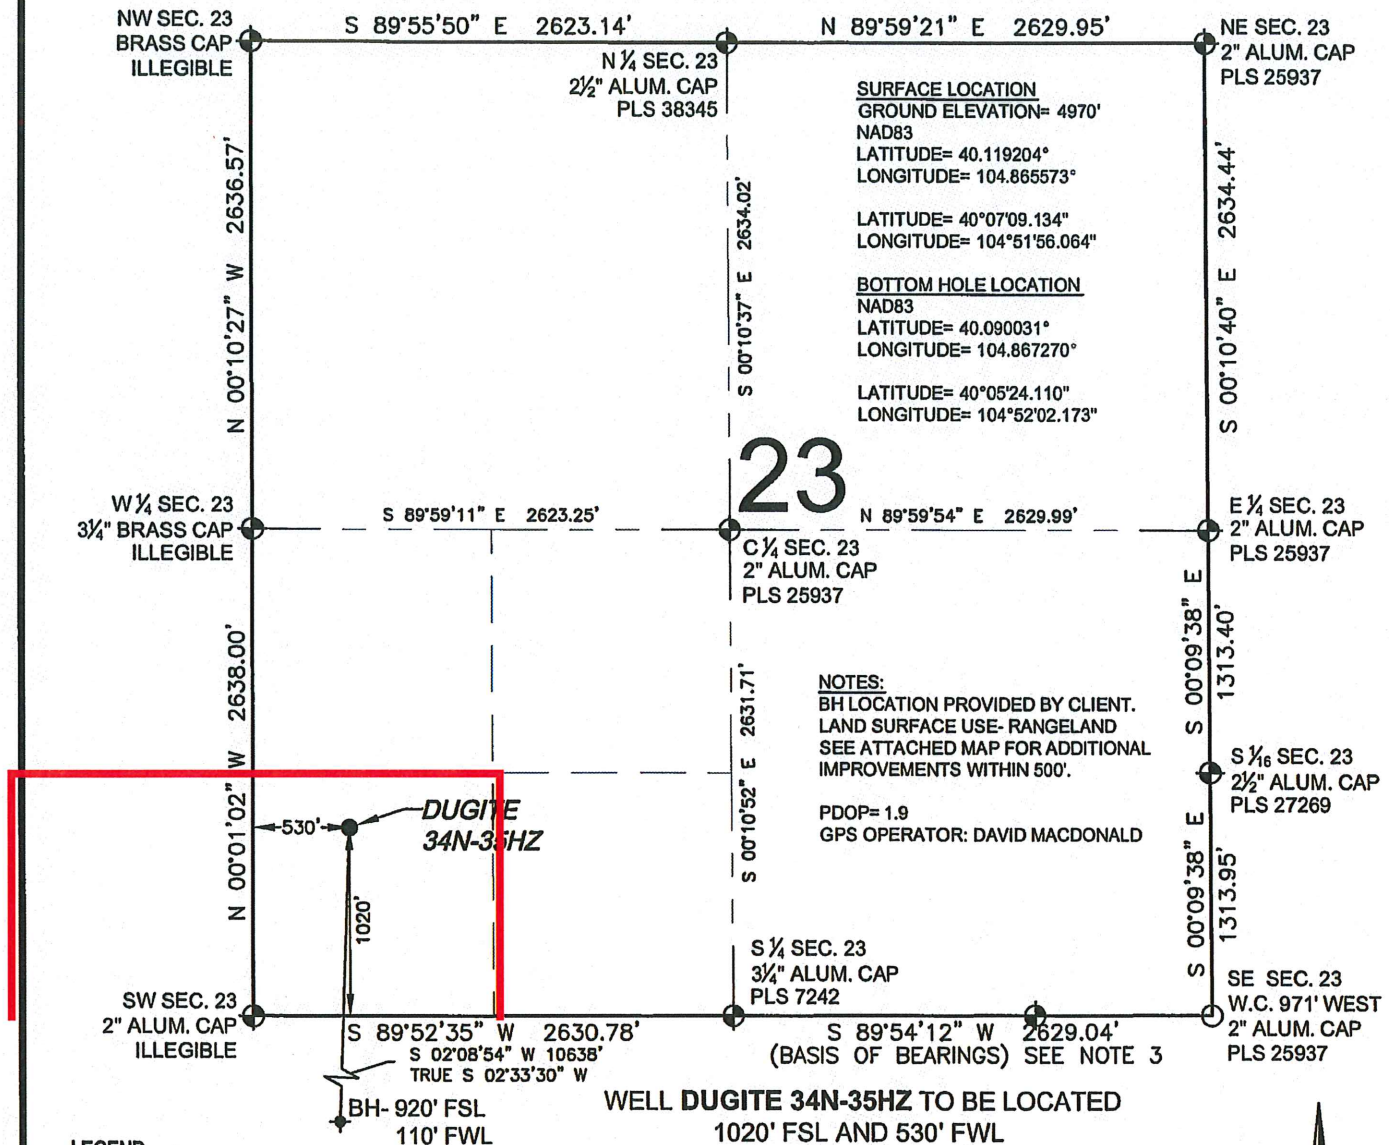 NW SEC. 23
BRASS CAP
ILLEGIBLE
S 89°55'50" E 2623.14'
N ¼ SEC. 23
2½" ALUM. CAP
PLS 38345
N 89°59'21" E 2629.95'
NE SEC. 23
2" ALUM. CAP
PLS 25937
N 00°10'27" W 2636.57'
S 00°10'37" E 2634.02'
SURFACE LOCATION
GROUND ELEVATION= 4970'
NAD83
LATITUDE= 40.119204°
LONGITUDE= 104.865573°
LATITUDE= 40°07'09.134"
LONGITUDE= 104°51'56.064"
BOTTOM HOLE LOCATION
NAD83
LATITUDE= 40.090031°
LONGITUDE= 104.867270°
LATITUDE= 40°05'24.110"
LONGITUDE= 104°52'02.173"
S 00°10'40" E 2634.44'
23
W ¼ SEC. 23
3¼" BRASS CAP
ILLEGIBLE
S 89°59'11" E 2623.25'
C ¼ SEC. 23
2" ALUM. CAP
PLS 25937
N 89°59'54" E 2629.99'
E ¼ SEC. 23
2" ALUM. CAP
PLS 25937
N 00°01'02" W 2638.00'
S 00°10'52" E 2631.71'
NOTES:
BH LOCATION PROVIDED BY CLIENT.
LAND SURFACE USE- RANGELAND
SEE ATTACHED MAP FOR ADDITIONAL
IMPROVEMENTS WITHIN 500'.
PDOP= 1.9
GPS OPERATOR: DAVID MACDONALD
S 00°09'38" E
1313.40'
S 1⁄16 SEC. 23
2½" ALUM. CAP
PLS 27269
S 00°09'38" E
1313.95'
530'
DUGITE
34N-35HZ
1020'
SW SEC. 23
2" ALUM. CAP
ILLEGIBLE
S 89°52'35" W 2630.78'
S 02°08'54" W 10638'
TRUE S 02°33'30" W
S ¼ SEC. 23
3¼" ALUM. CAP
PLS 7242
S 89°54'12" W 2629.04'
(BASIS OF BEARINGS) SEE NOTE 3
SE SEC. 23
W.C. 971' WEST
2" ALUM. CAP
PLS 25937
BH- 920' FSL
110' FWL
WELL DUGITE 34N-35HZ TO BE LOCATED
1020' FSL AND 530' FWL
LEGEND